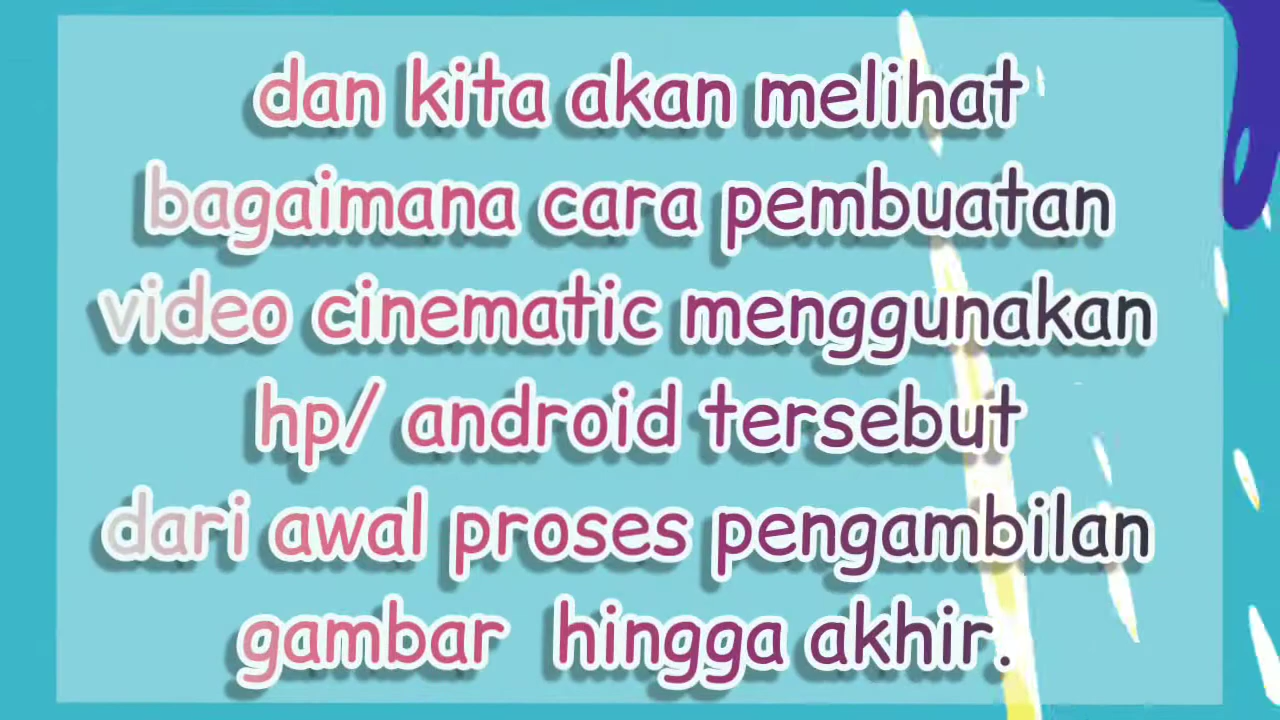 dan kita akan melihat
bagaimana cara pembuatan
video cinematic menggunakan
hp/ android tersebut
dari awal proses pengambilan
gambar hingga akhir.